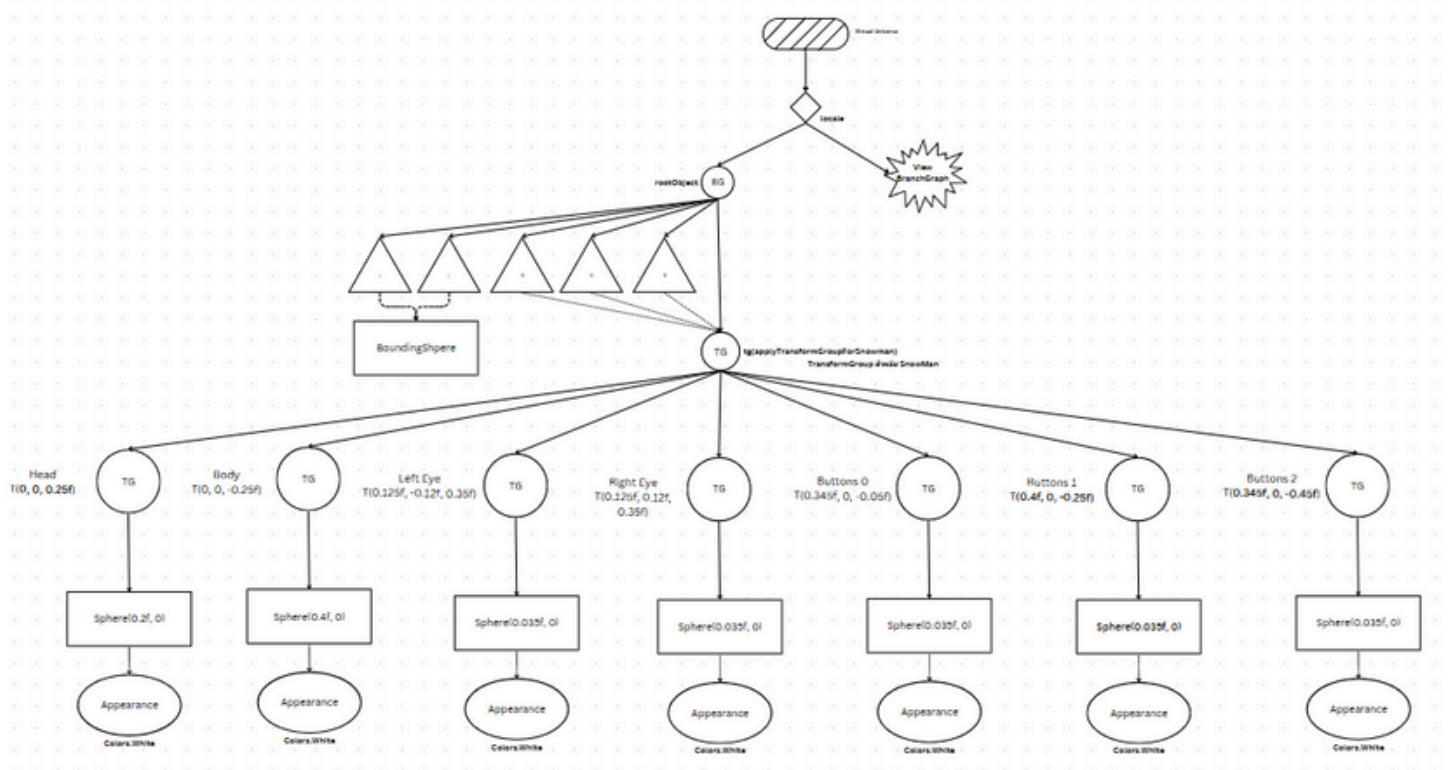 Virtual Universe
locale
View
BranchGraph
rootObject
BG
L
L
B
B
B
BoundingShpere
TG
tg(applyTransformGroupForSnowman)
TransformGroup สำหรับ SnowMan
Head
T(0, 0, 0.25f)
TG
Body
T(0, 0, -0.25f)
TG
Left Eye
T(0.125f, -0.12f, 0.35f)
TG
Right Eye
T(0.125f, 0.12f,
0.35f)
TG
Buttons 0
T(0.345f, 0, -0.05f)
TG
Buttons 1
T(0.4f, 0, -0.25f)
TG
Buttons 2
T(0.345f, 0, -0.45f)
TG
Sphere(0.2f, 0)
Sphere(0.4f, 0)
Sphere(0.035f, 0)
Sphere(0.035f, 0)
Sphere(0.035f, 0)
Sphere(0.035f, 0)
Sphere(0.035f, 0)
Appearance
Appearance
Appearance
Appearance
Appearance
Appearance
Appearance
Colors.White
Colors.White
Colors.White
Colors.White
Colors.White
Colors.White
Colors.White